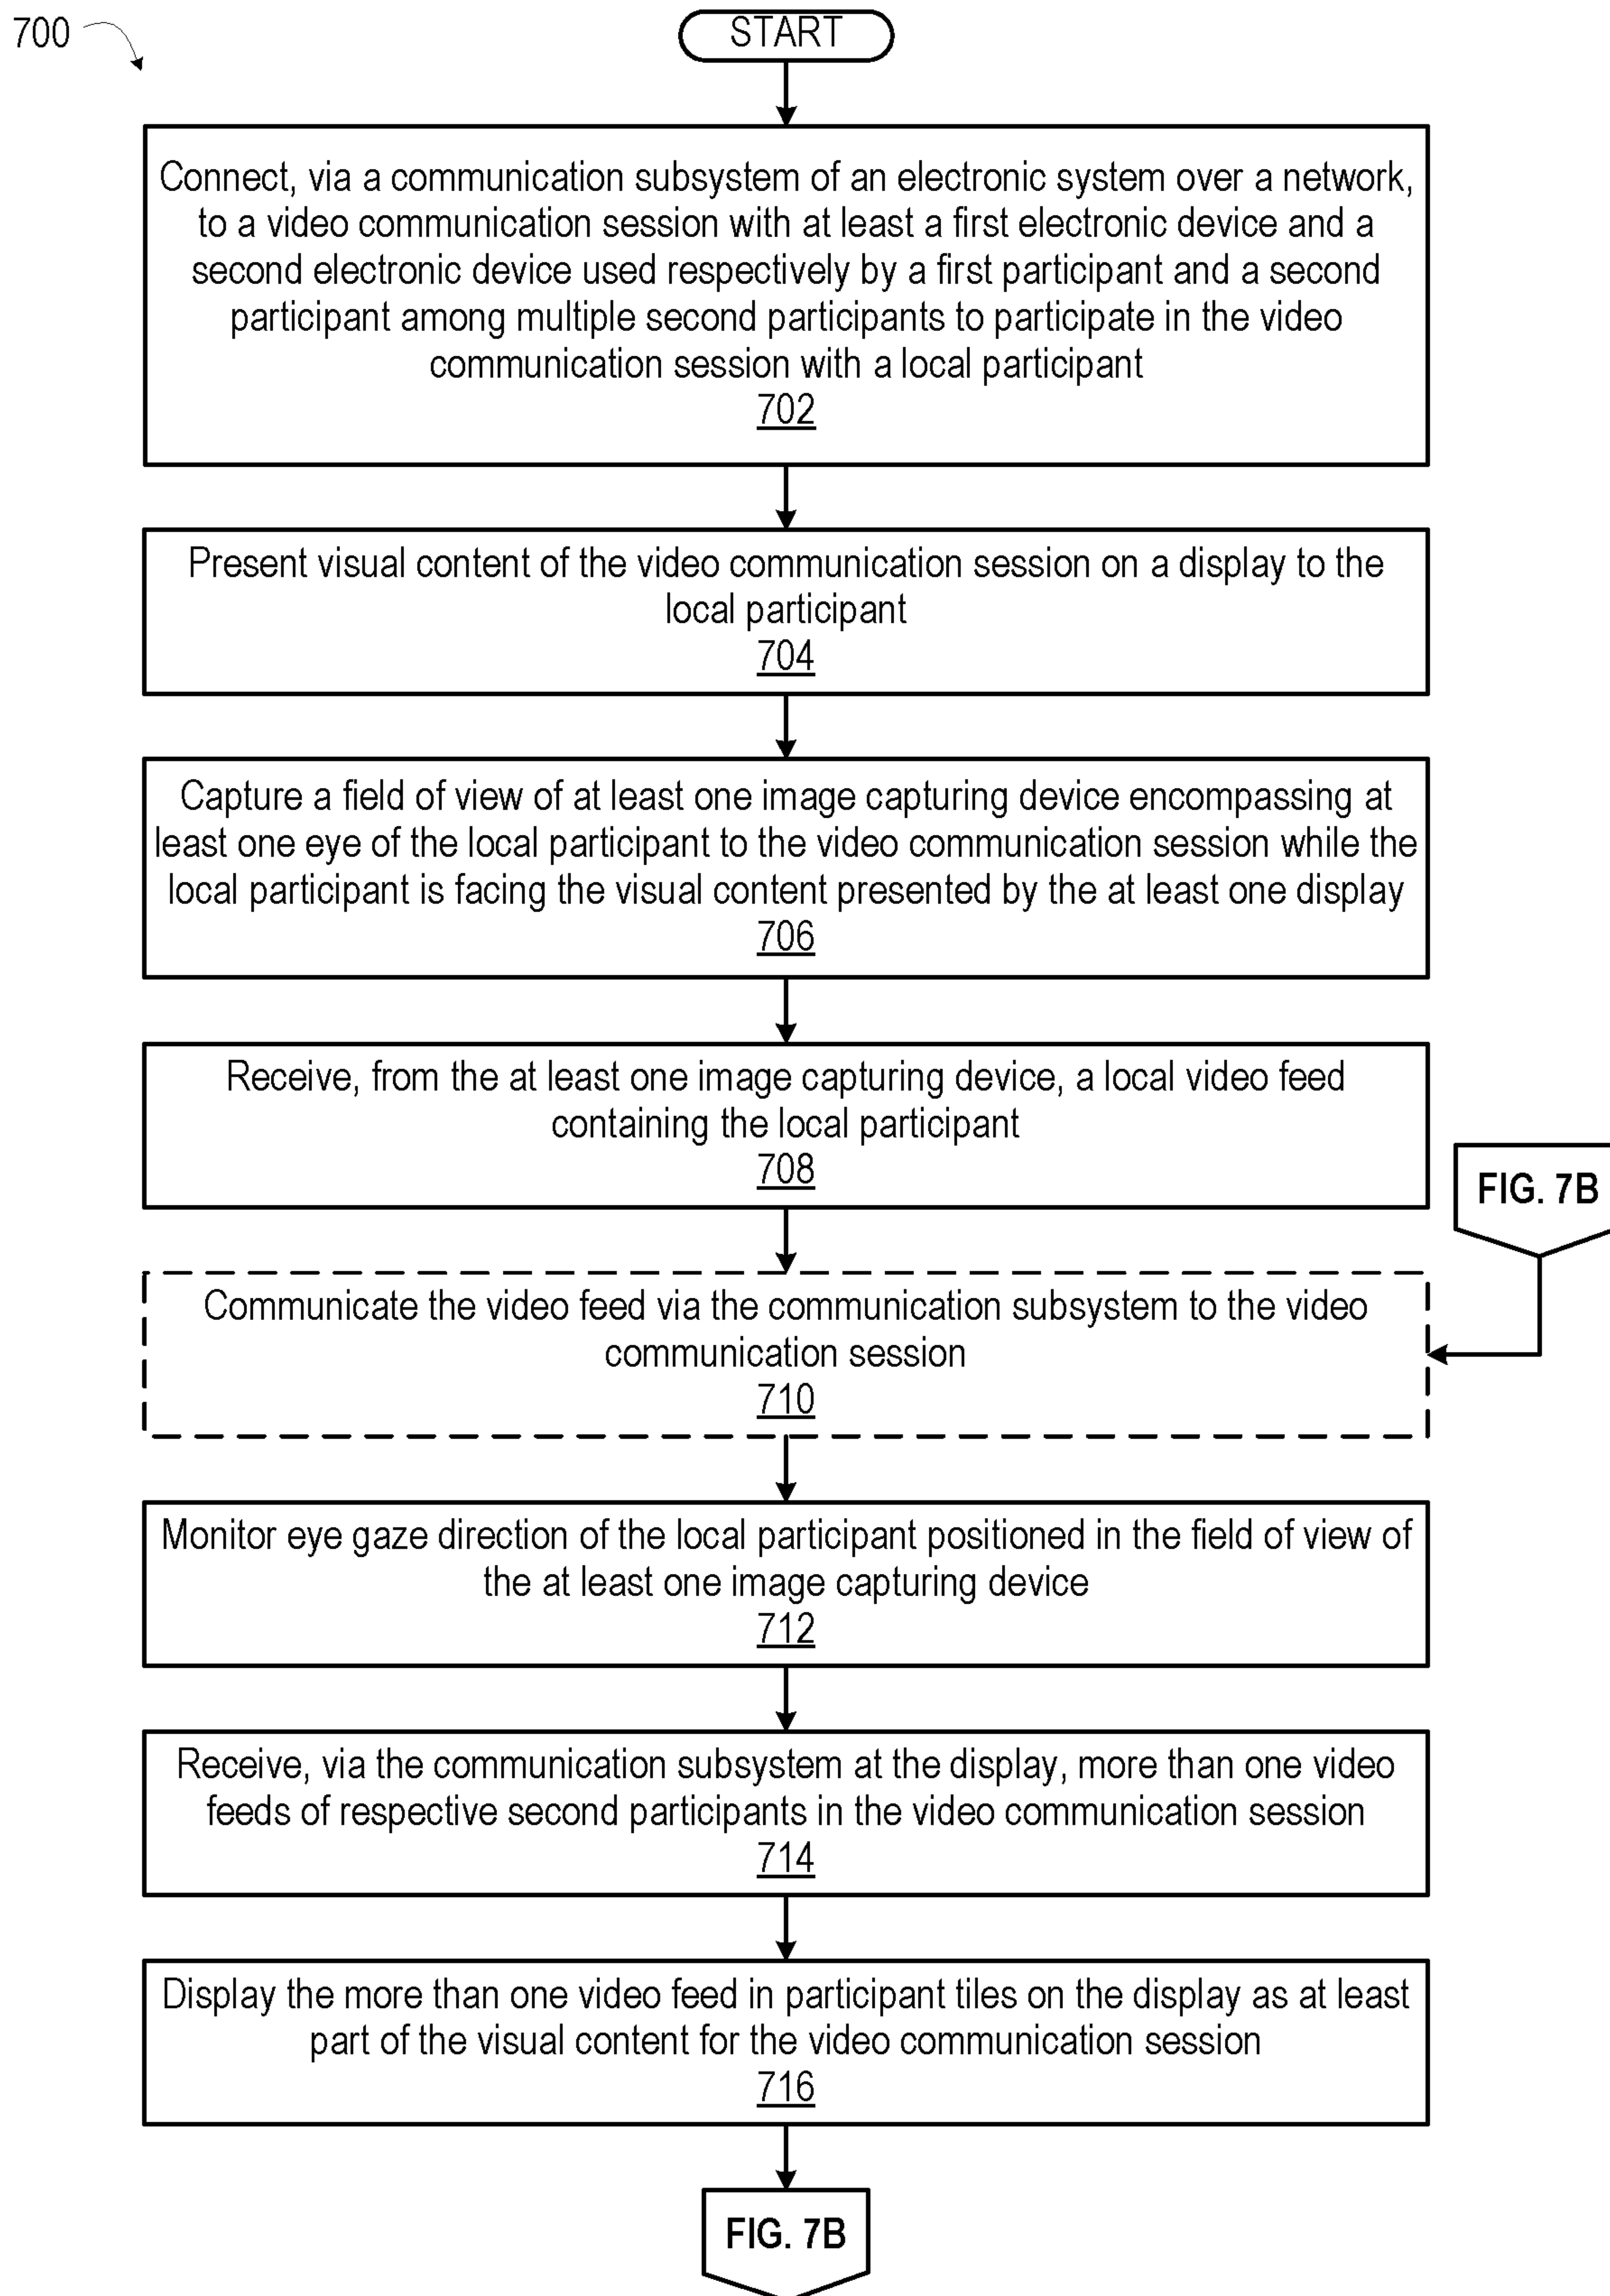 700
START
Connect, via a communication subsystem of an electronic system over a network,
to a video communication session with at least a first electronic device and a
second electronic device used respectively by a first participant and a second
participant among multiple second participants to participate in the video
communication session with a local participant
702
Present visual content of the video communication session on a display to the
local participant
704
Capture a field of view of at least one image capturing device encompassing at
least one eye of the local participant to the video communication session while the
local participant is facing the visual content presented by the at least one display
706
Receive, from the at least one image capturing device, a local video feed
containing the local participant
708
FIG. 7B
Communicate the video feed via the communication subsystem to the video
communication session
710
Monitor eye gaze direction of the local participant positioned in the field of view of
the at least one image capturing device
712
Receive, via the communication subsystem at the display, more than one video
feeds of respective second participants in the video communication session
714
Display the more than one video feed in participant tiles on the display as at least
part of the visual content for the video communication session
716
FIG. 7B